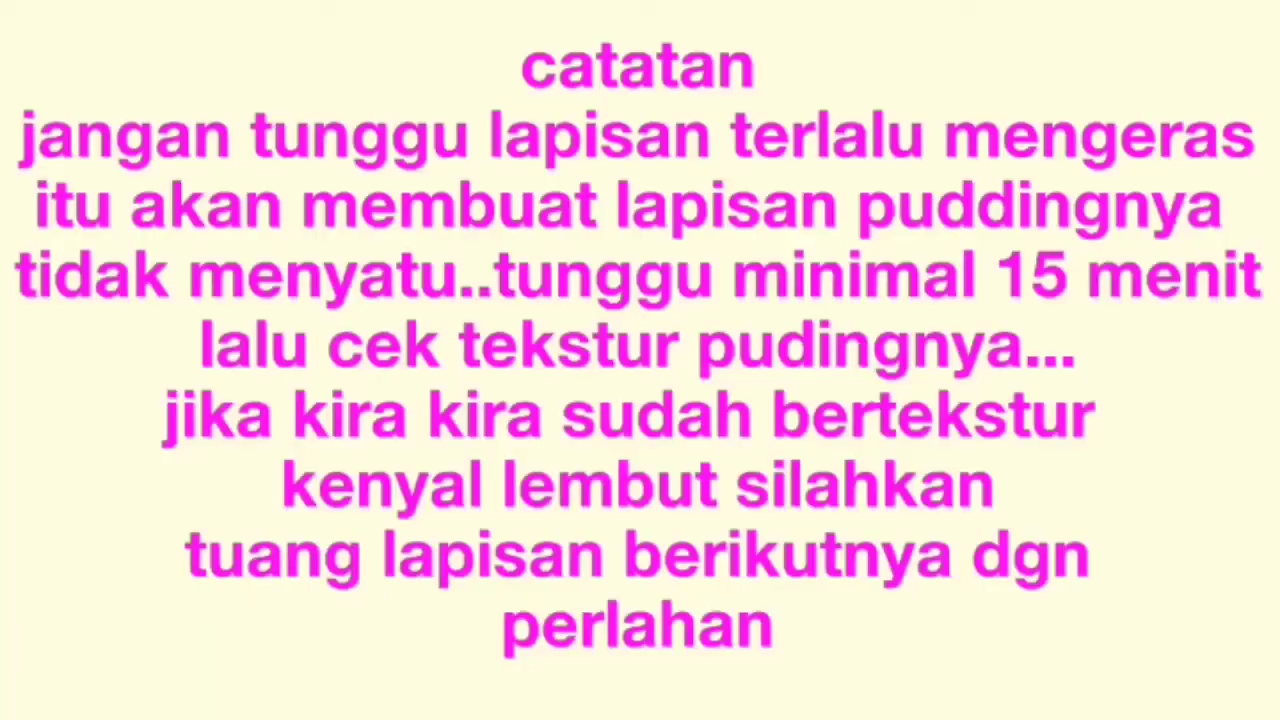 catatan
jangan tunggu lapisan terlalu mengeras
itu akan membuat lapisan puddingnya
tidak menyatu..tunggu minimal 15 menit
lalu cek tekstur pudingnya...
jika kira kira sudah bertekstur
kenyal lembut silahkan
tuang lapisan berikutnya dgn
perlahan